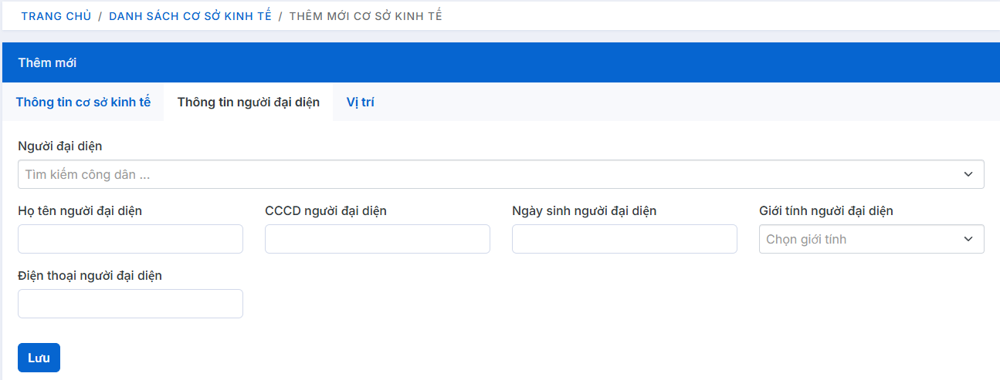 TRANG CHỦ / DANH SÁCH CƠ SỞ KINH TẾ / THÊM MỚI CƠ SỞ KINH TẾ
Thêm mới
Thông tin cơ sở kinh tế Thông tin người đại diện Vị trí
Người đại diện
Tìm kiếm công dân ...
Họ tên người đại diện CCCD người đại diện Ngày sinh người đại diện Giới tính người đại diện
Chọn giới tính
Điện thoại người đại diện
Lưu